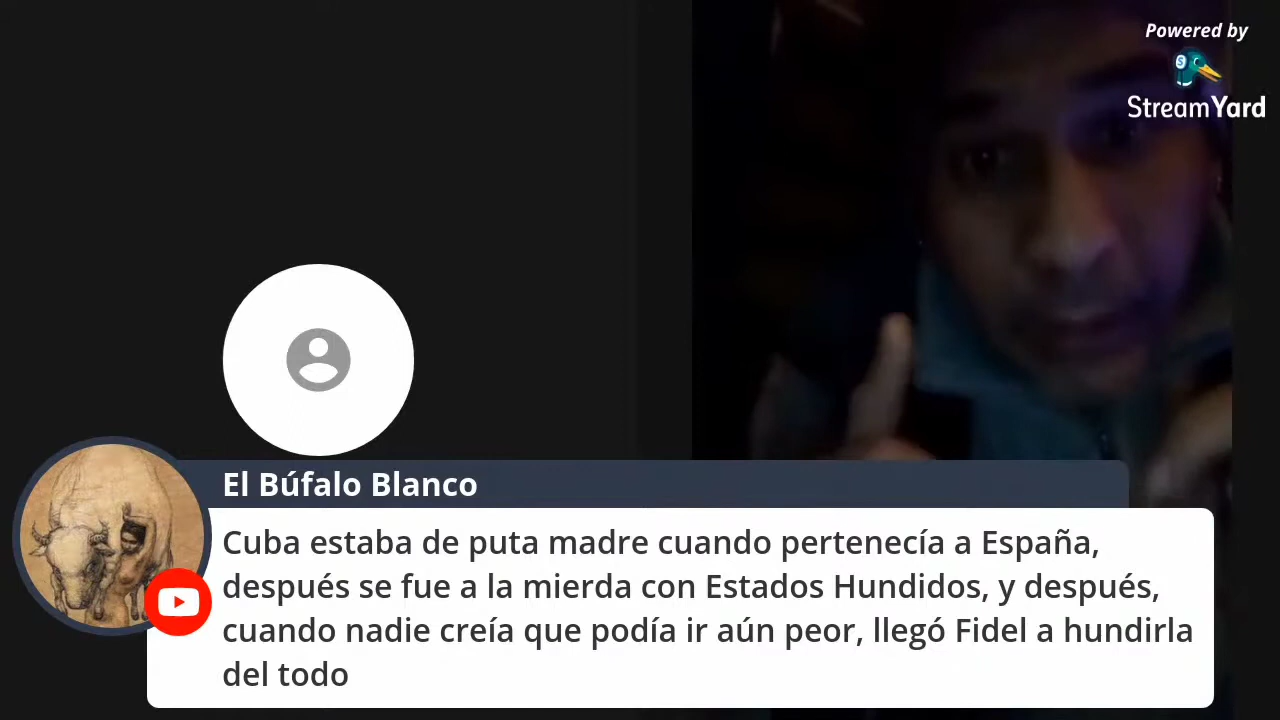 Powered by
StreamYard
El Búfalo Blanco
Cuba estaba de puta madre cuando pertenecía a España,
después se fue a la mierda con Estados Hundidos, y después,
cuando nadie creía que podía ir aún peor, llegó Fidel a hundirla
del todo